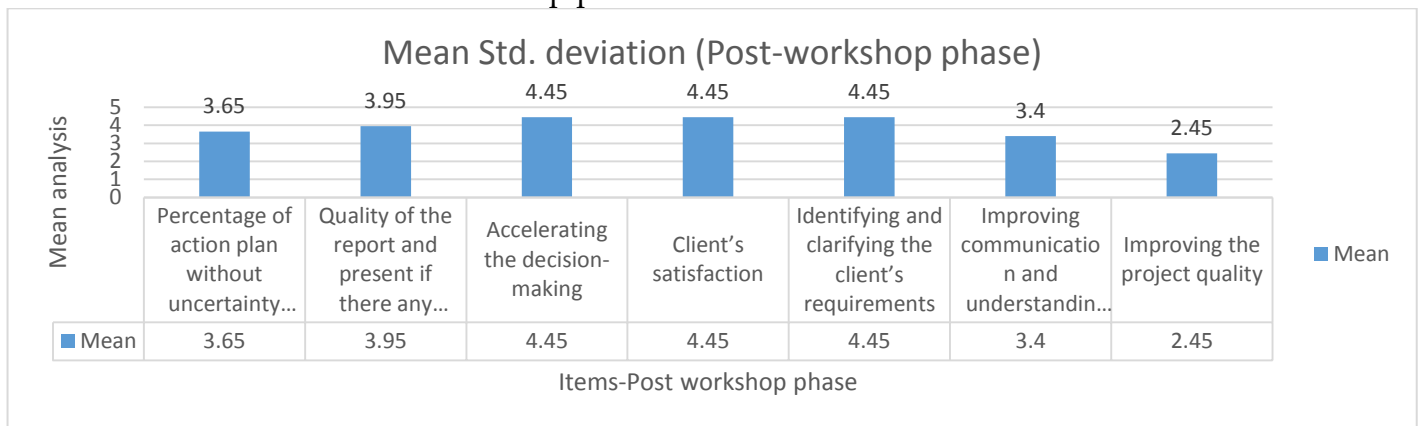 Mean Std. deviation (Post-workshop phase)
Mean analysis
5
4
3
2
1
0
3.65
3.95
4.45
4.45
4.45
3.4
2.45
Percentage of
action plan
without
uncertainty...
Quality of the
report and
present if
there any...
Accelerating
the decision-
making
Client's
satisfaction
Identifying and
clarifying the
client's
requirements
Improving
communicatio
n and
understandin...
Improving the
project quality
Mean
Mean 3.65 3.95 4.45 4.45 4.45 3.4 2.45
Items-Post workshop phase